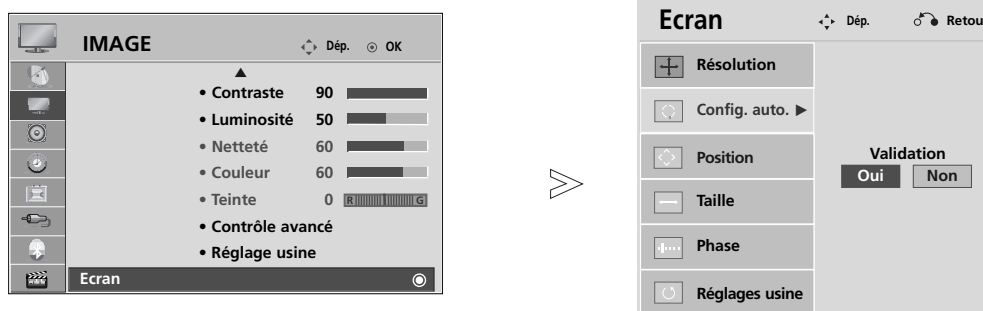 IMAGE
Dép. OK
• Contraste 90
• Luminosité 50
• Netteté 60
• Couleur 60
• Teinte 0 R G
• Contrôle avancé
• Réglage usine
Ecran
Ecran
Dép. Retou
Résolution
Config. auto. ►
Position
Taille
Phase
Réglages usine
Validation
Oui Non